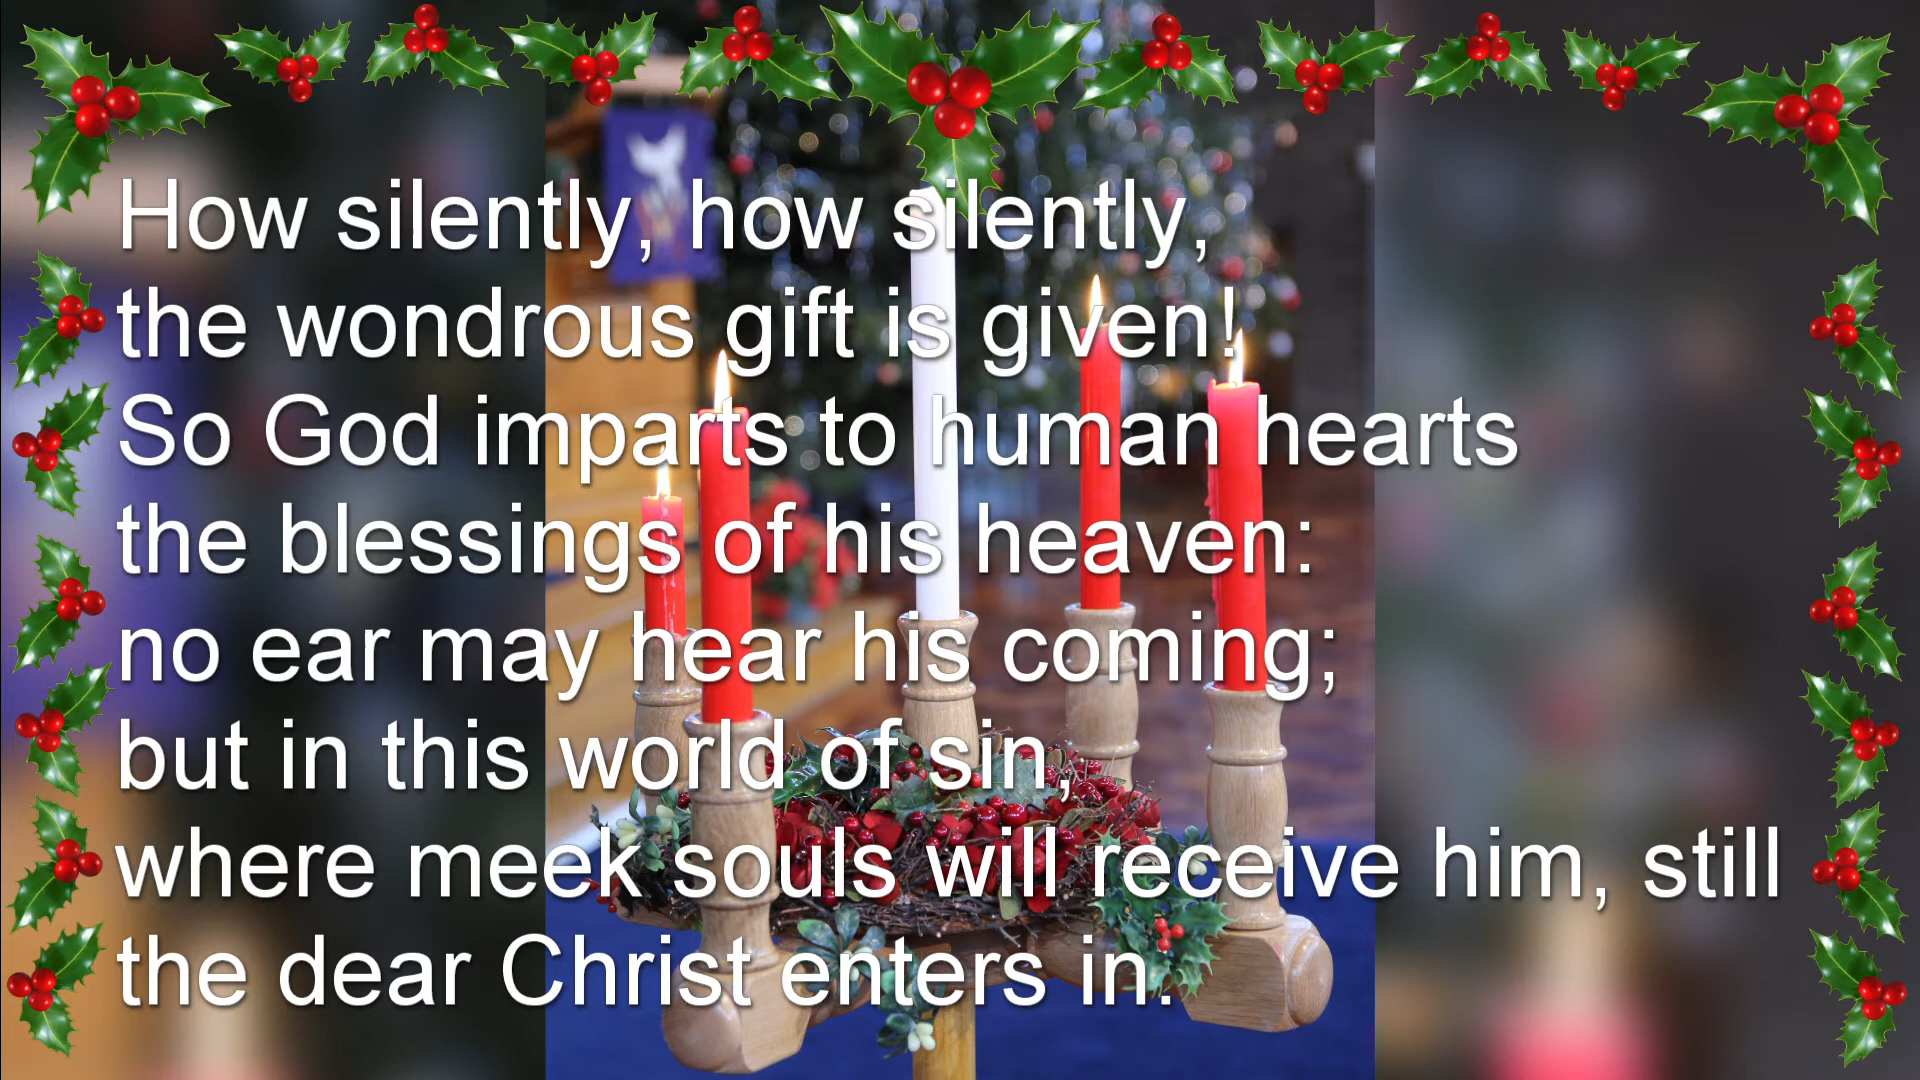 How silently, how silently,
the wondrous gift is given!
So God imparts to human hearts
the blessings of his heaven:
no ear may hear his coming;
but in this world of sin,
where meek souls will receive him, still
the dear Christ enters in.